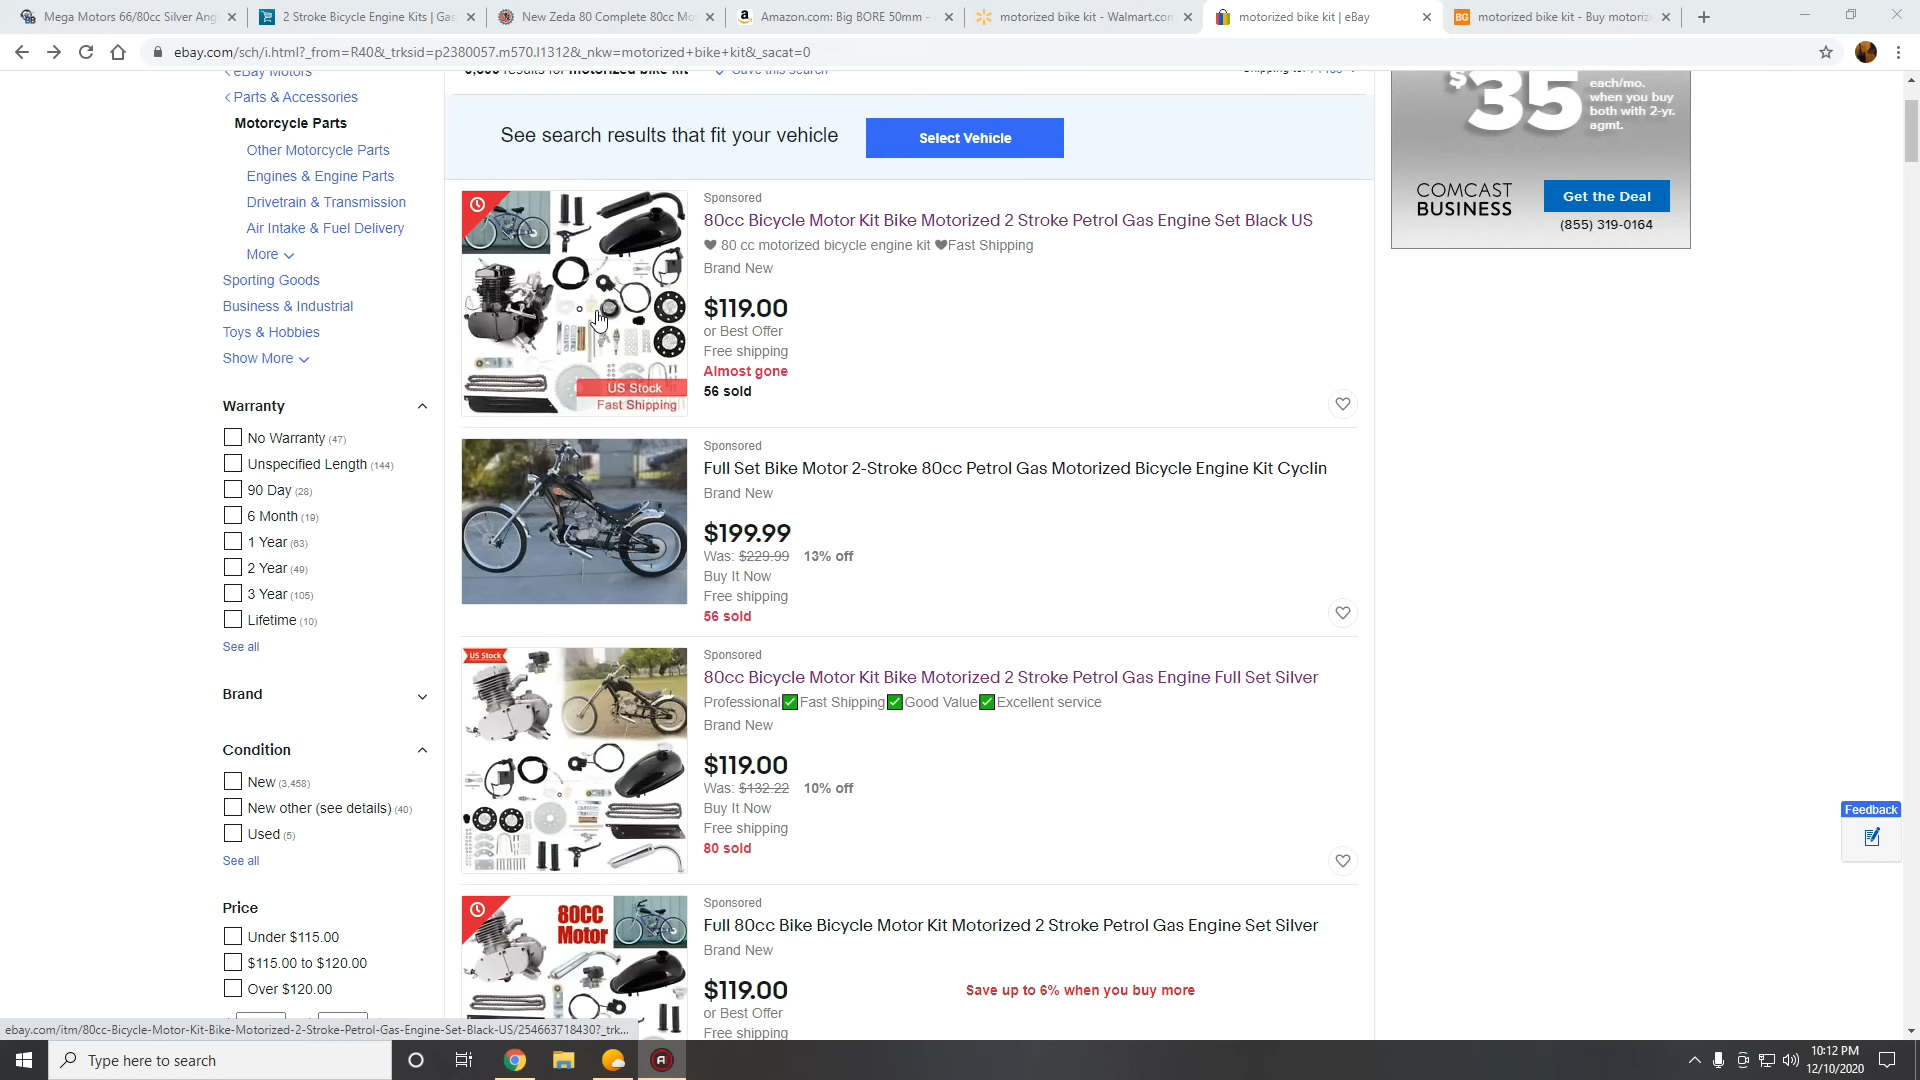 Mega Motors 66/80cc Silver Ang
2 Stroke Bicycle Engine Kits | Gas
New Zeda 80 Complete 80cc Mo
Amazon.com: Big BORE 50mm -
motorized bike kit - Walmart.com
motorized bike kit | eBay
motorized bike kit - Buy motorize
ebay.com/sch/i.html?_from=R40&_trksid=p2380057.m570.l1312&_nkw=motorized+bike+kit&_sacat=0
eBay Motors
Parts & Accessories
Motorcycle Parts
Other Motorcycle Parts
Engines & Engine Parts
Drivetrain & Transmission
Air Intake & Fuel Delivery
More
Sporting Goods
Business & Industrial
Toys & Hobbies
Show More
Warranty
No Warranty (47)
Unspecified Length (144)
90 Day (28)
6 Month (19)
1 Year (63)
2 Year (49)
3 Year (105)
Lifetime (10)
See all
Brand
Condition
New (3,458)
New other (see details) (40)
Used (5)
See all
Price
Under $115.00
$115.00 to $120.00
Over $120.00
results for motorized bike kit
Save this search
Shipping to:
See search results that fit your vehicle
Select Vehicle
US Stock
Fast Shipping
Sponsored
80cc Bicycle Motor Kit Bike Motorized 2 Stroke Petrol Gas Engine Set Black US
80 cc motorized bicycle engine kit Fast Shipping
Brand New
$119.00
or Best Offer
Free shipping
Almost gone
56 sold
Sponsored
Full Set Bike Motor 2-Stroke 80cc Petrol Gas Motorized Bicycle Engine Kit Cyclin
Brand New
$199.99
Was: $229.99 13% off
Buy It Now
Free shipping
56 sold
US Stock
Sponsored
80cc Bicycle Motor Kit Bike Motorized 2 Stroke Petrol Gas Engine Full Set Silver
Professional✅Fast Shipping✅Good Value✅Excellent service
Brand New
$119.00
Was: $132.22 10% off
Buy It Now
Free shipping
80 sold
80CC
Motor
Sponsored
Full 80cc Bike Bicycle Motor Kit Motorized 2 Stroke Petrol Gas Engine Set Silver
Brand New
$119.00
Save up to 6% when you buy more
or Best Offer
Free shipping
$35
each/mo.
when you buy
both with 2-yr.
agmt.
COMCAST
BUSINESS
Get the Deal
(855) 319-0164
Feedback
ebay.com/itm/80cc-Bicycle-Motor-Kit-Bike-Motorized-2-Stroke-Petrol-Gas-Engine-Set-Black-US/254663718430?_trk...
Type here to search
10:12 PM
12/10/2020